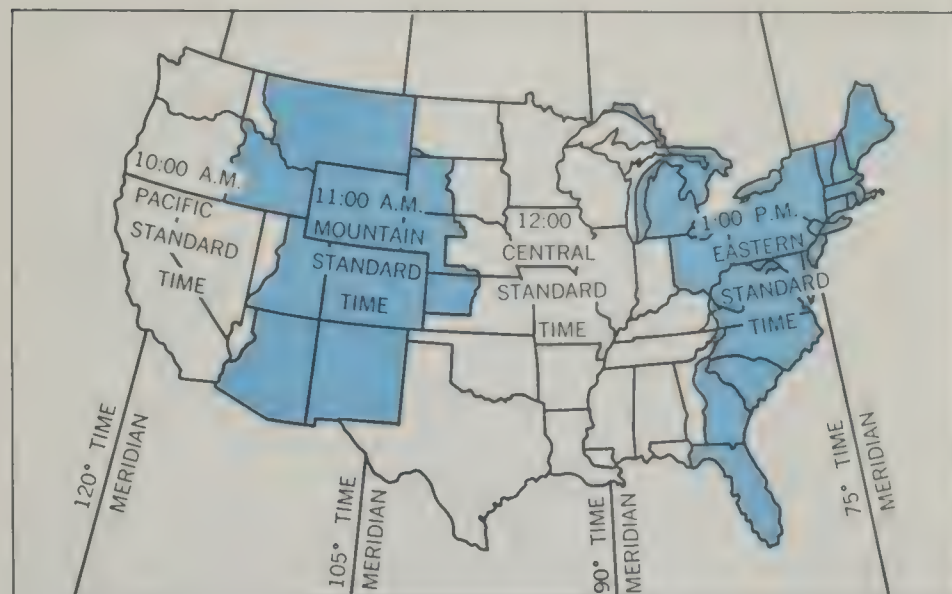 10:00 A.M.
PACIFIC
STANDARD
TIME
11:00 A.M.
MOUNTAIN
STANDARD
TIME
12:00
CENTRAL
STANDARD
TIME
1:00 P.M.
EASTERN
STANDARD
TIME
120° TIME
MERIDIAN
105° TIME
MERIDIAN
90° TIME
MERIDIAN
75° TIME
MERIDIAN